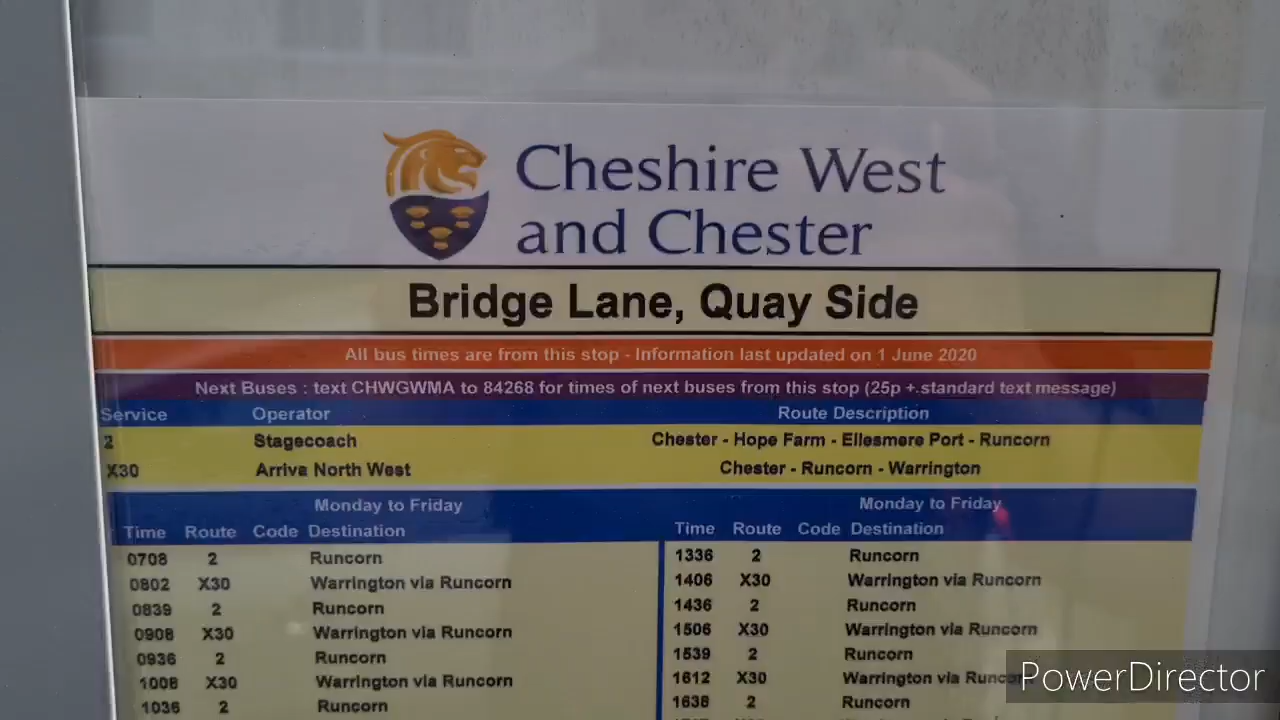 Cheshire West
and Chester
Bridge Lane, Quay Side
All bus times are from this stop - Information last updated on 1 June 2020
Next Buses : text CHWGWMA to 84268 for times of next buses from this stop (25p + standard text message)
Service Operator Route Description
2 Stagecoach Chester - Hope Farm - Ellesmere Port - Runcorn
X30 Arriva North West Chester - Runcorn - Warrington
Monday to Friday
Time Route Code Destination
0708 2 Runcorn
0802 X30 Warrington via Runcorn
0839 2 Runcorn
0908 X30 Warrington via Runcorn
0936 2 Runcorn
1008 X30 Warrington via Runcorn
1036 2 Runcorn
Monday to Friday
Time Route Code Destination
1336 2 Runcorn
1406 X30 Warrington via Runcorn
1436 2 Runcorn
1506 X30 Warrington via Runcorn
1539 2 Runcorn
1612 X30 Warrington via
1638 2 Runcorn
PowerDirector